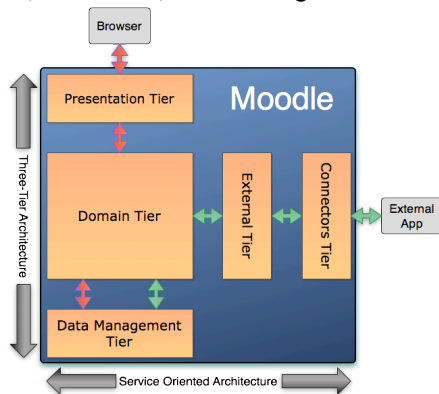 Browser
Presentation Tier
Moodle
Three-Tier Architecture
Domain Tier
External Tier
Connectors Tier
External
App
Data Management
Tier
Service Oriented Architecture